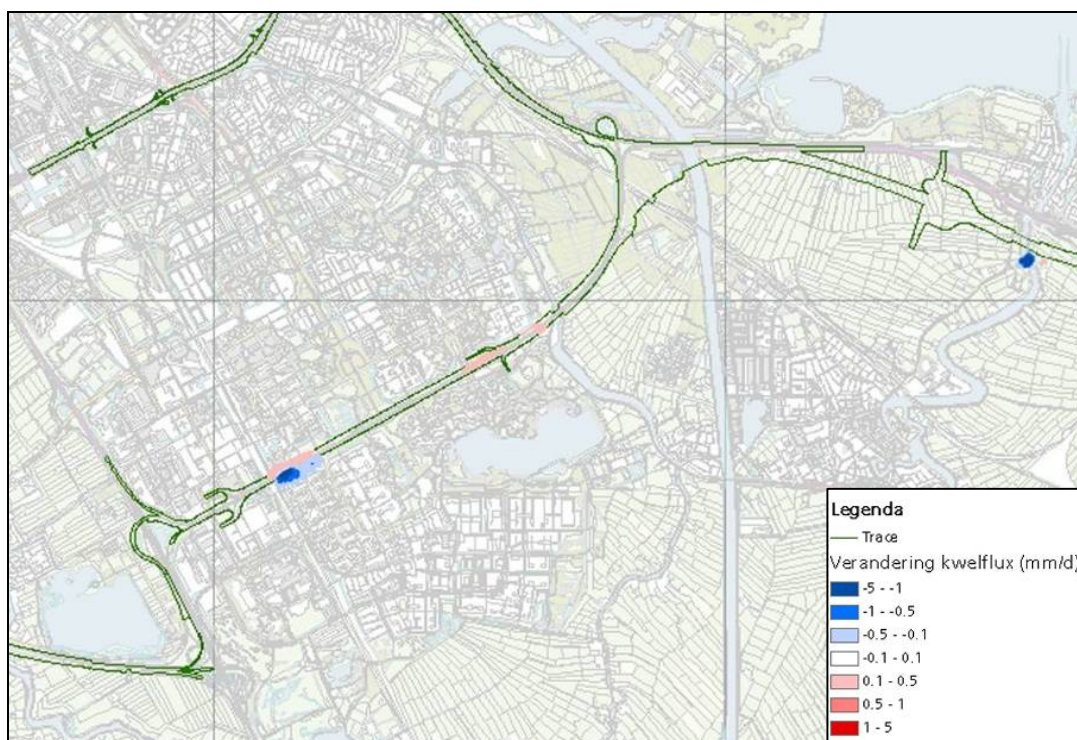 Legenda
Trace
Verandering kwelflux (mm/d)
-5 - -1
-1 - -0.5
-0.5 - -0.1
-0.1 - 0.1
0.1 - 0.5
0.5 - 1
1 - 5